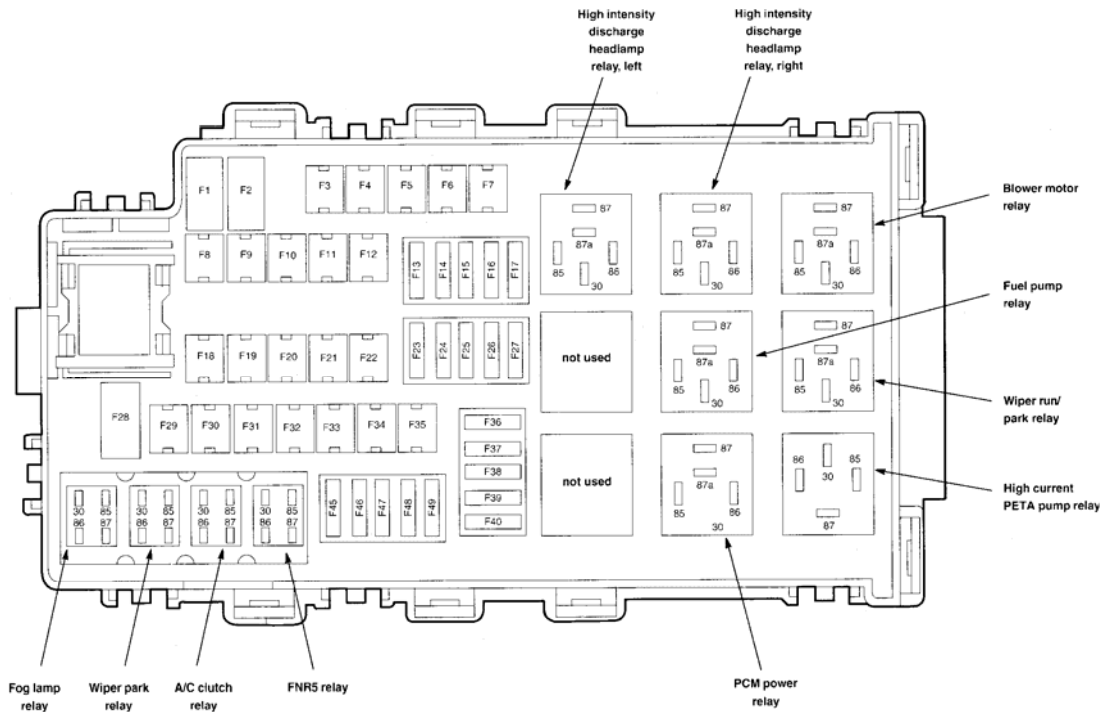 High intensity
discharge
headlamp
relay, left
High intensity
discharge
headlamp
relay, right
F1
F2
F3
F4
F5
F6
F7
F8
F9
F10
F11
F12
F13
F14
F15
F16
F17
87
87a
85
86
30
87
87a
85
86
30
87
87a
85
86
30
Blower motor
relay
F18
F19
F20
F21
F22
F23
F24
F25
F26
F27
not used
87
87a
85
86
30
87
87a
85
86
30
Fuel pump
relay
Wiper run/
park relay
F28
F29
F30
F31
F32
F33
F34
F35
F36
F37
F38
F39
F40
not used
87
87a
85
86
30
86
85
30
87
High current
PETA pump relay
30 85
86 87
30 85
86 87
30 85
86 87
30 85
86 87
F45
F46
F47
F48
F49
Fog lamp
relay
Wiper park
relay
A/C clutch
relay
FNR5 relay
PCM power
relay